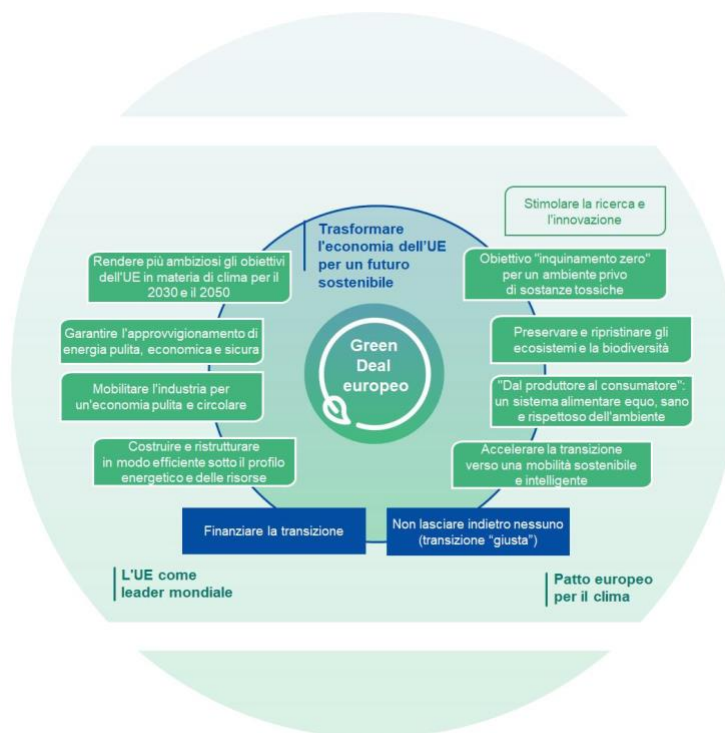 Stimolare la ricerca e
l'innovazione
Trasformare
l'economia dell'UE
per un futuro
sostenibile
Rendere più ambiziosi gli obiettivi
dell'UE in materia di clima per il
2030 e il 2050
Obiettivo "inquinamento zero"
per un ambiente privo
di sostanze tossiche
Garantire l'approvvigionamento di
energia pulita, economica e sicura
Green
Deal
europeo
Preservare e ripristinare gli
ecosistemi e la biodiversità
Mobilitare l'industria per
un'economia pulita e circolare
"Dal produttore al consumatore":
un sistema alimentare equo, sano
e rispettoso dell'ambiente
Costruire e ristrutturare
in modo efficiente sotto il profilo
energetico e delle risorse
Accelerare la transizione
verso una mobilità sostenibile
e intelligente
Finanziare la transizione
Non lasciare indietro nessuno
(transizione "giusta")
L'UE come
leader mondiale
Patto europeo
per il clima